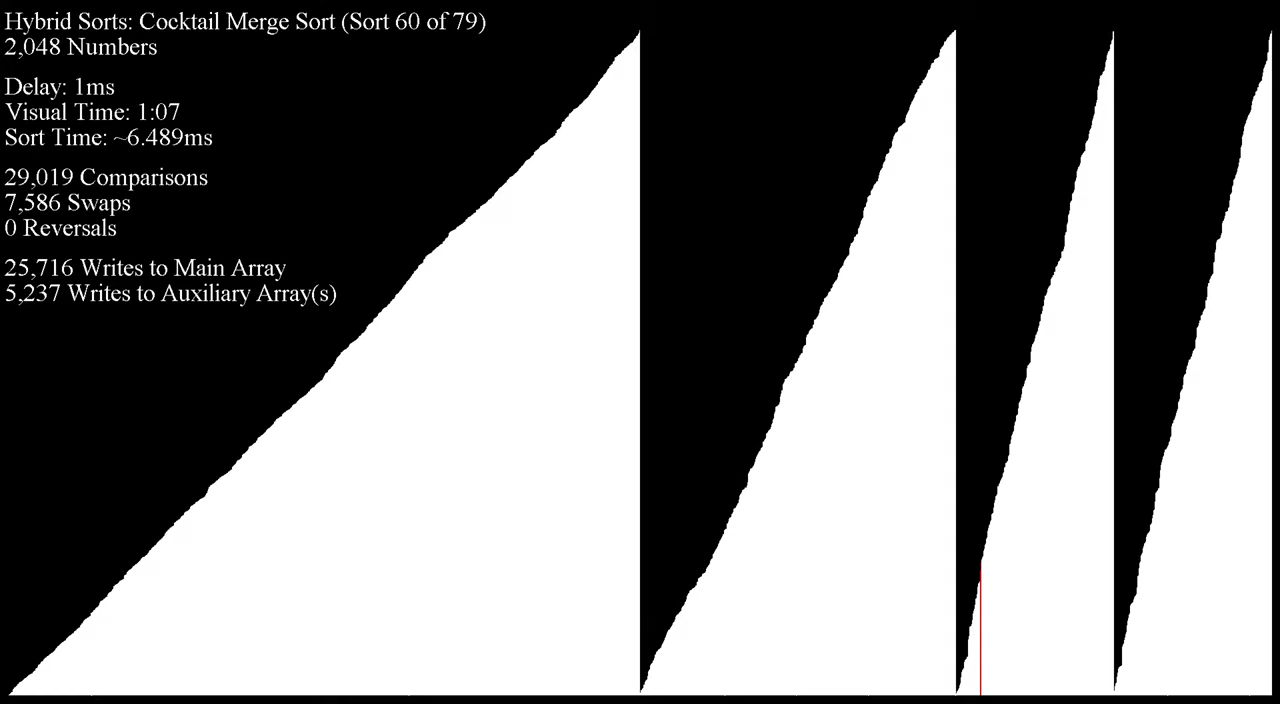 Hybrid Sorts: Cocktail Merge Sort (Sort 60 of 79)
2,048 Numbers
Delay: 1ms
Visual Time: 1:07
Sort Time: ~6.489ms
29,019 Comparisons
7,586 Swaps
0 Reversals
25,716 Writes to Main Array
5,237 Writes to Auxiliary Array(s)